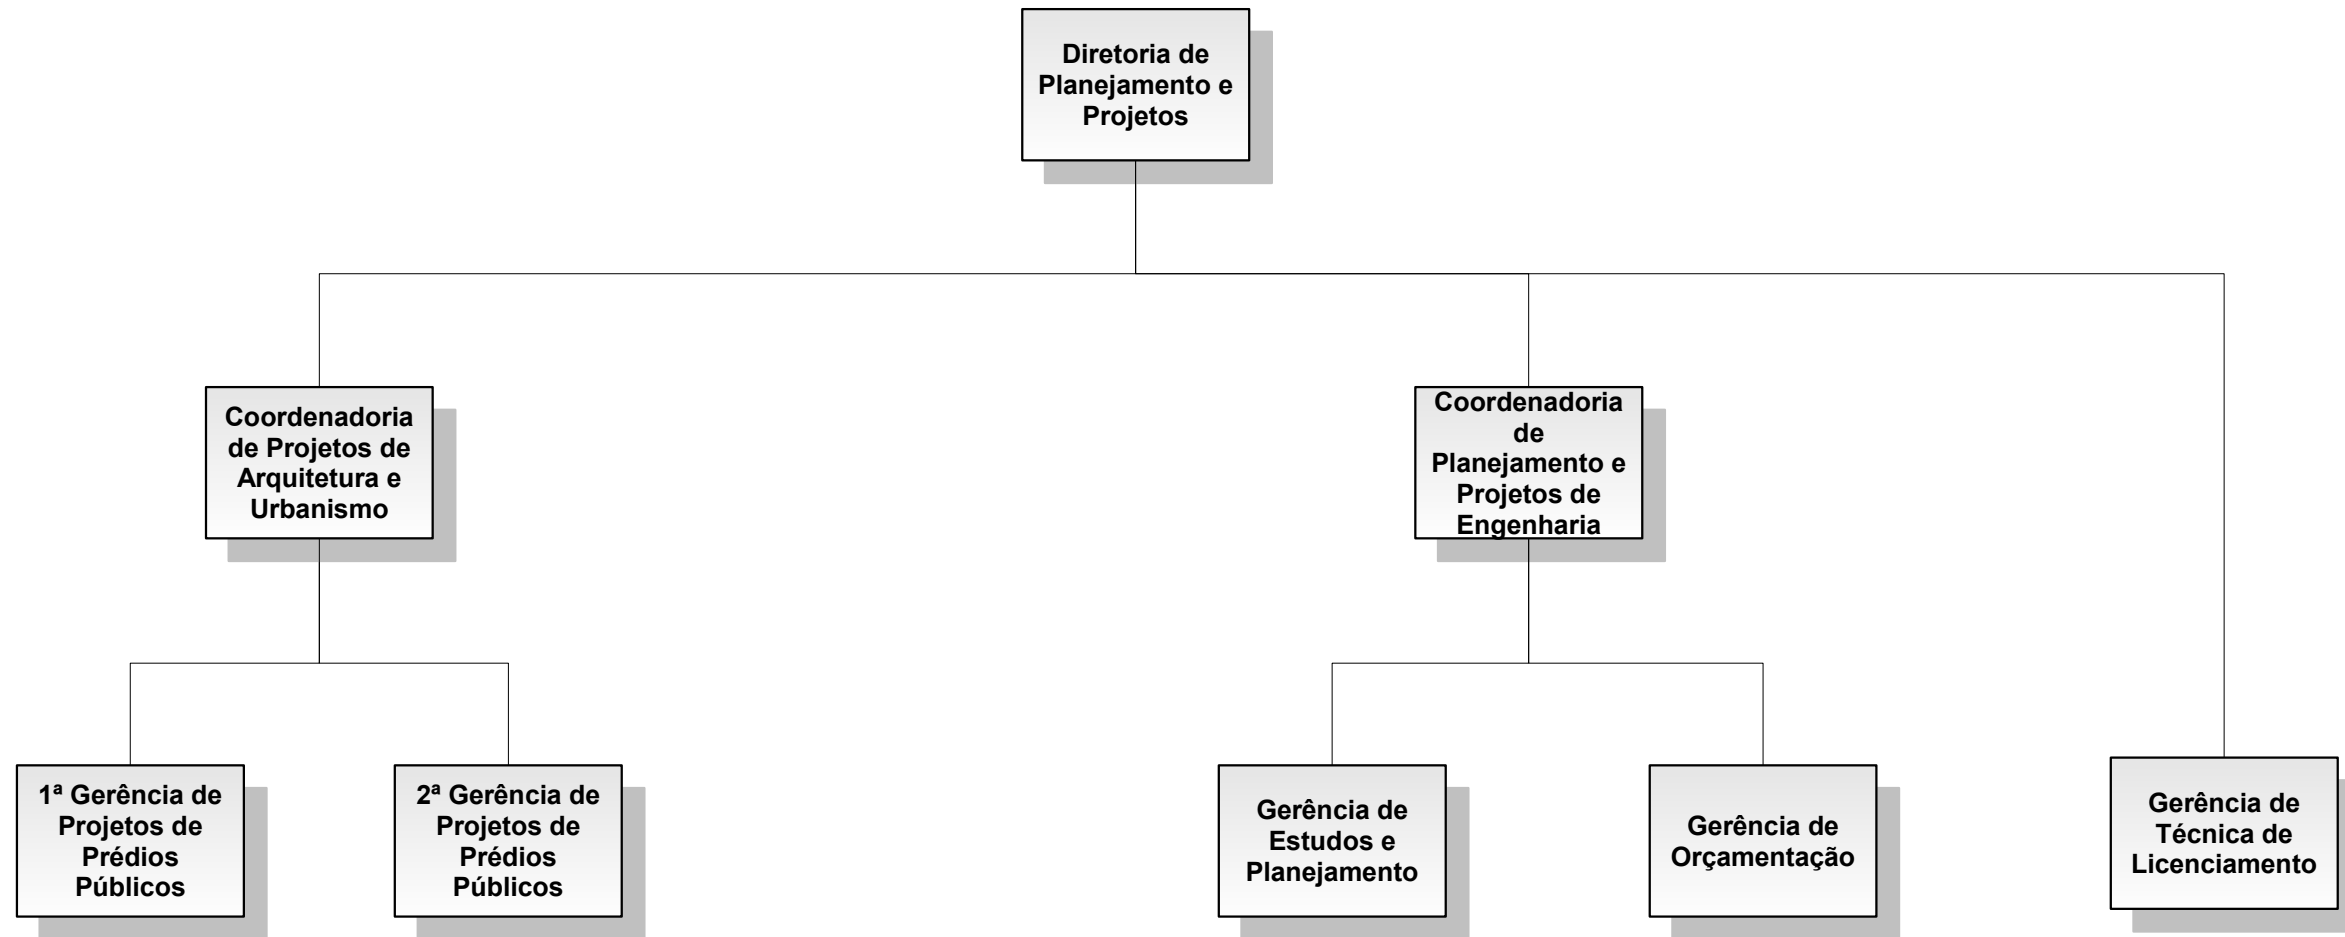 Diretoria de
Planejamento e
Projetos
Coordenadoria
de Projetos de
Arquitetura e
Urbanismo
Coordenadoria
de
Planejamento e
Projetos de
Engenharia
1ª Gerência de
Projetos de
Prédios
Públicos
2ª Gerência de
Projetos de
Prédios
Públicos
Gerência de
Estudos e
Planejamento
Gerência de
Orçamentação
Gerência de
Técnica de
Licenciamento